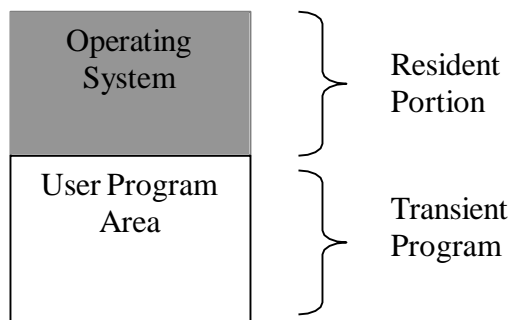 Operating
System
Resident
Portion
User Program
Area
Transient
Program